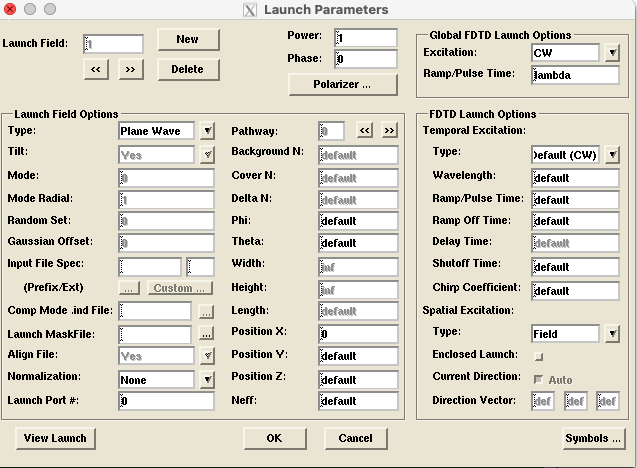 Launch Parameters
Launch Field: 1 New
<< >> Delete
Power: 1
Phase: 0
Polarizer ...
Global FDTD Launch Options
Excitation: CW
Ramp/Pulse Time: lambda
Launch Field Options
Type: Plane Wave
Tilt: Yes
Mode: 0
Mode Radial: 1
Random Set: 0
Gaussian Offset: 0
Input File Spec:
(Prefix/Ext) ... Custom ...
Comp Mode .ind File: ...
Launch MaskFile: ...
Align File: Yes
Normalization: None
Launch Port #: 0
Pathway: 0 << >>
Background N: default
Cover N: default
Delta N: default
Phi: default
Theta: default
Width: inf
Height: inf
Length: default
Position X: 0
Position Y: default
Position Z: default
Neff: default
FDTD Launch Options
Temporal Excitation:
Type: Default (CW)
Wavelength: default
Ramp/Pulse Time: default
Ramp Off Time: default
Delay Time: default
Shutoff Time: default
Chirp Coefficient: default
Spatial Excitation:
Type: Field
Enclosed Launch:
Current Direction: Auto
Direction Vector: def def def
View Launch OK Cancel Symbols ...